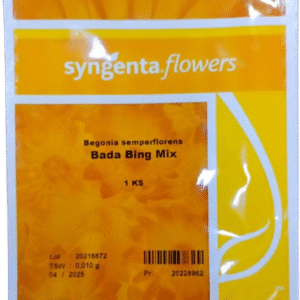 syngenta flowers
Begonia semperflorens
Bada Bing Mix
1 KS
Lot 20216872
TSW: 0,010 g
04 / 2025
Pr: 20228962